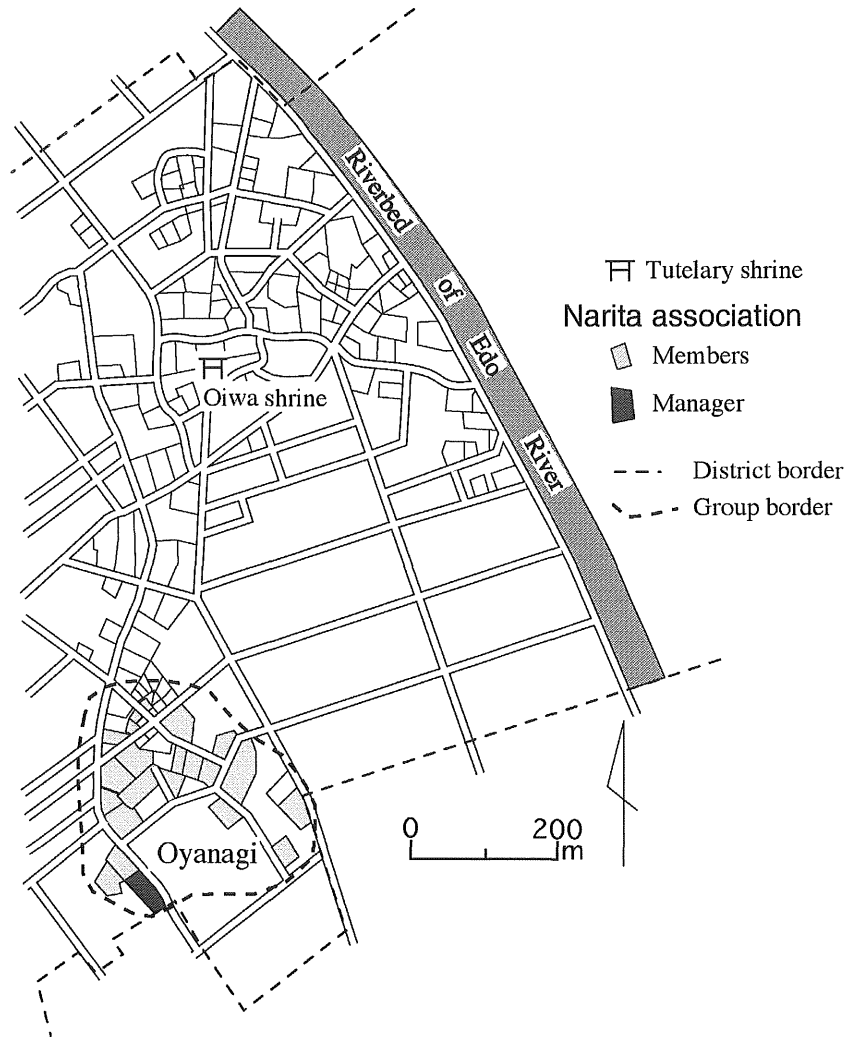 Riverbed of Edo River
Tutelary shrine
Narita association
Members
Manager
District border
Group border
Oiwa shrine
Oyanagi
0 200
m